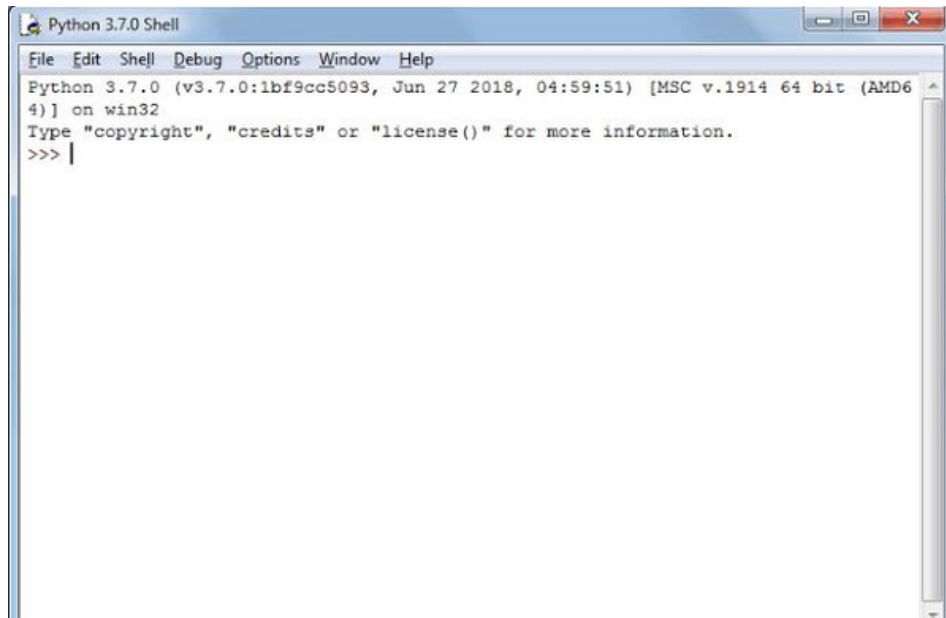 Python 3.7.0 Shell
File Edit Shell Debug Options Window Help
Python 3.7.0 (v3.7.0:1bf9cc5093, Jun 27 2018, 04:59:51) [MSC v.1914 64 bit (AMD6
4)] on win32
Type "copyright", "credits" or "license()" for more information.
>>>